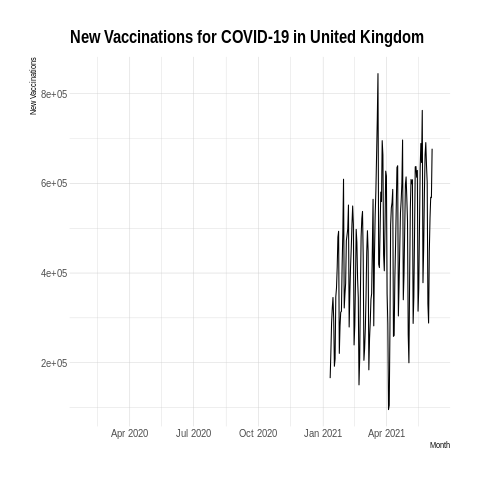 New Vaccinations for COVID-19 in United Kingdom
New Vaccinations
8e+05
6e+05
4e+05
2e+05
Apr 2020 Jul 2020 Oct 2020 Jan 2021 Apr 2021
Month